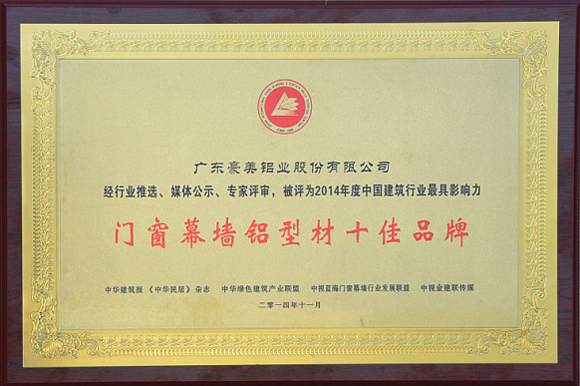 广东豪美铝业股份有限公司
经行业推选、媒体公示、专家评审，被评为2014年度中国建筑行业最具影响力
门窗幕墙铝型材十佳品牌
中华建筑报《中华民居》杂志 中华绿色建筑产业联盟 中视蓝海门窗幕墙行业发展联盟 中视金建联传媒
二零一四年十一月